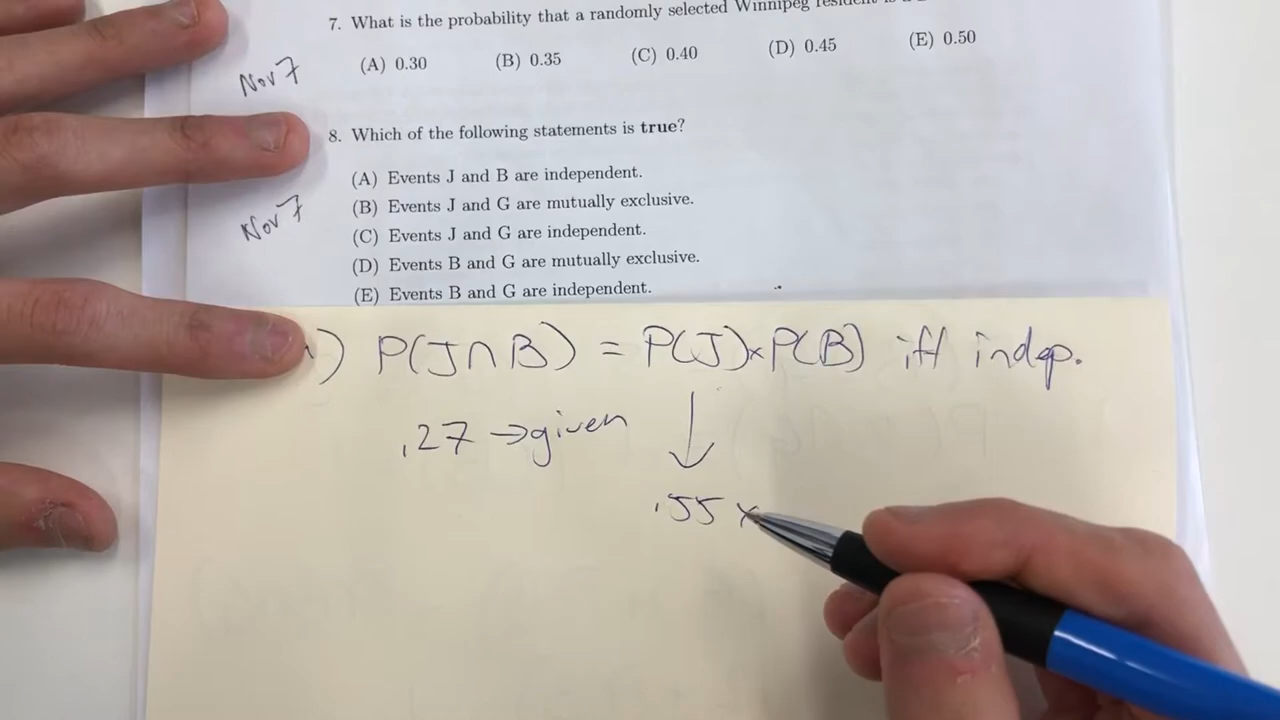 7. What is the probability that a randomly selected Winnipeg resident is a
(A) 0.30 (B) 0.35 (C) 0.40 (D) 0.45 (E) 0.50
Nov 7
8. Which of the following statements is true?
(A) Events J and B are independent.
(B) Events J and G are mutually exclusive.
Nov 7
(C) Events J and G are independent.
(D) Events B and G are mutually exclusive.
(E) Events B and G are independent.
) P(J∩B) = P(J)×P(B) iff indep.
.27 →given ↓
.55 ×